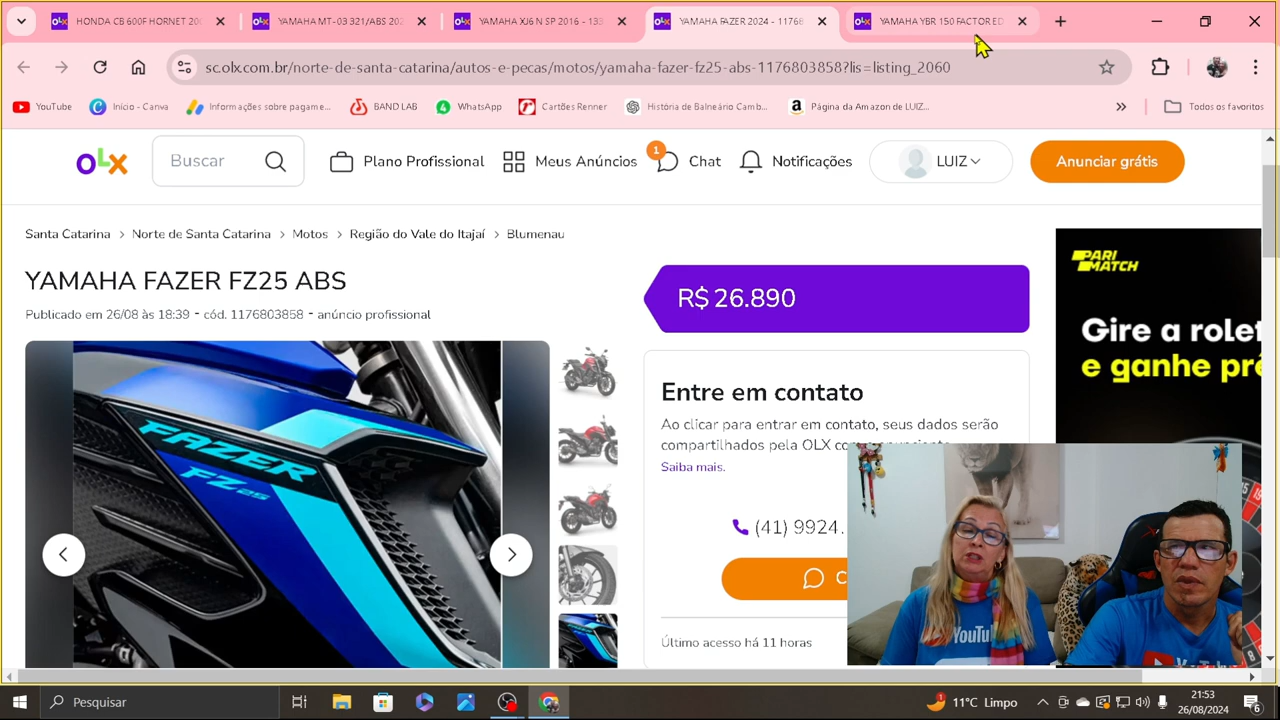 HONDA CB 600F HORNET 200
YAMAHA MT-03 321/ABS 202
YAMAHA XJ6 N SP 2016 - 133
YAMAHA FAZER 2024 - 11768
YAMAHA YBR 150 FACTOR ED
sc.olx.com.br/norte-de-santa-catarina/autos-e-pecas/motos/yamaha-fazer-fz25-abs-1176803858?lis=listing_2060
YouTube
Início - Canva
Informações sobre pagame...
BAND LAB
WhatsApp
Cartões Renner
História de Balneário Camb...
Página da Amazon de LUIZ...
Todos os favoritos
olx
Buscar
Plano Profissional
Meus Anúncios
1
Chat
Notificações
LUIZ
Anunciar grátis
Santa Catarina > Norte de Santa Catarina > Motos > Região do Vale do Itajaí > Blumenau
YAMAHA FAZER FZ25 ABS
Publicado em 26/08 às 18:39 - cód. 1176803858 - anúncio profissional
R$ 26.890
PARI
MATCH
Gire a rolet
e ganhe pré
FAZER
FZ25
Entre em contato
Ao clicar para entrar em contato, seus dados serão
compartilhados pela OLX com
Saiba mais.
(41) 9924.
C
Último acesso há 11 horas
YouTube
Pesquisar
11°C Limpo
21:53
26/08/2024
6